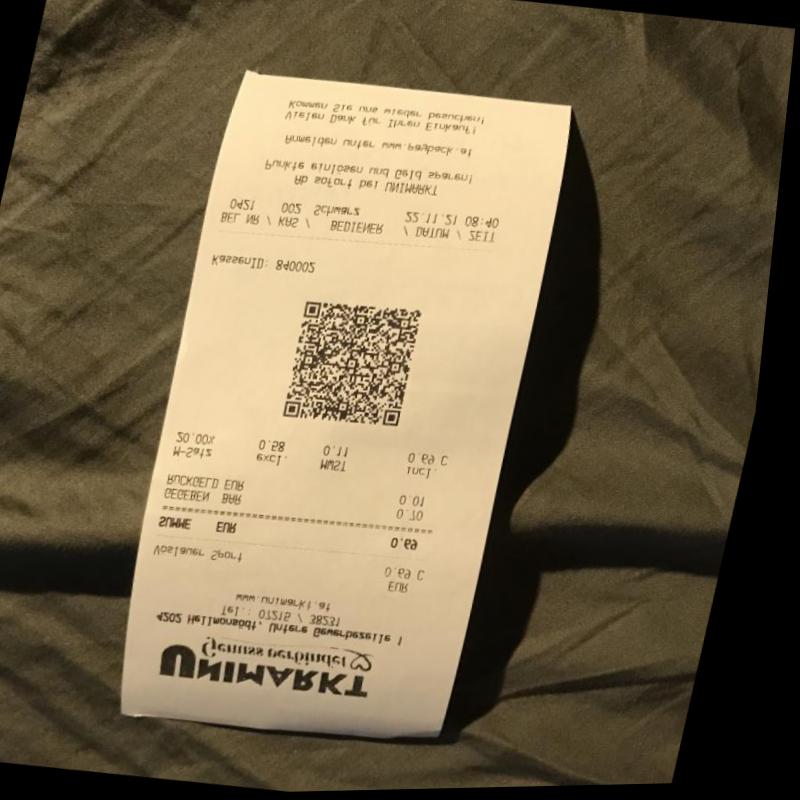 UNIMARKT
Genuss verbindet
4202 Hellmonsödt, Untere Gewerbezeile 1
Tel.: 07215 / 38231
www.unimarkt.at
EUR
Vöslauer Sport 0.69 C
SUMME EUR 0.69
GEGEBEN BAR 0.70
RÜCKGELD EUR 0.01
M-Satz excl. MWST incl.
20.00% 0.58 0.11 0.69 C
KassenID: 840002
BEL NR / KAS / BEDIENER / DATUM / ZEIT
0421 002 Schwarz 22.11.21 08:40
Ab sofort bei UNIMARKT
Punkte einlösen und Geld sparen!
Anmelden unter www.payback.at
Vielen Dank für Ihren Einkauf!
Kommen Sie uns wieder besuchen!